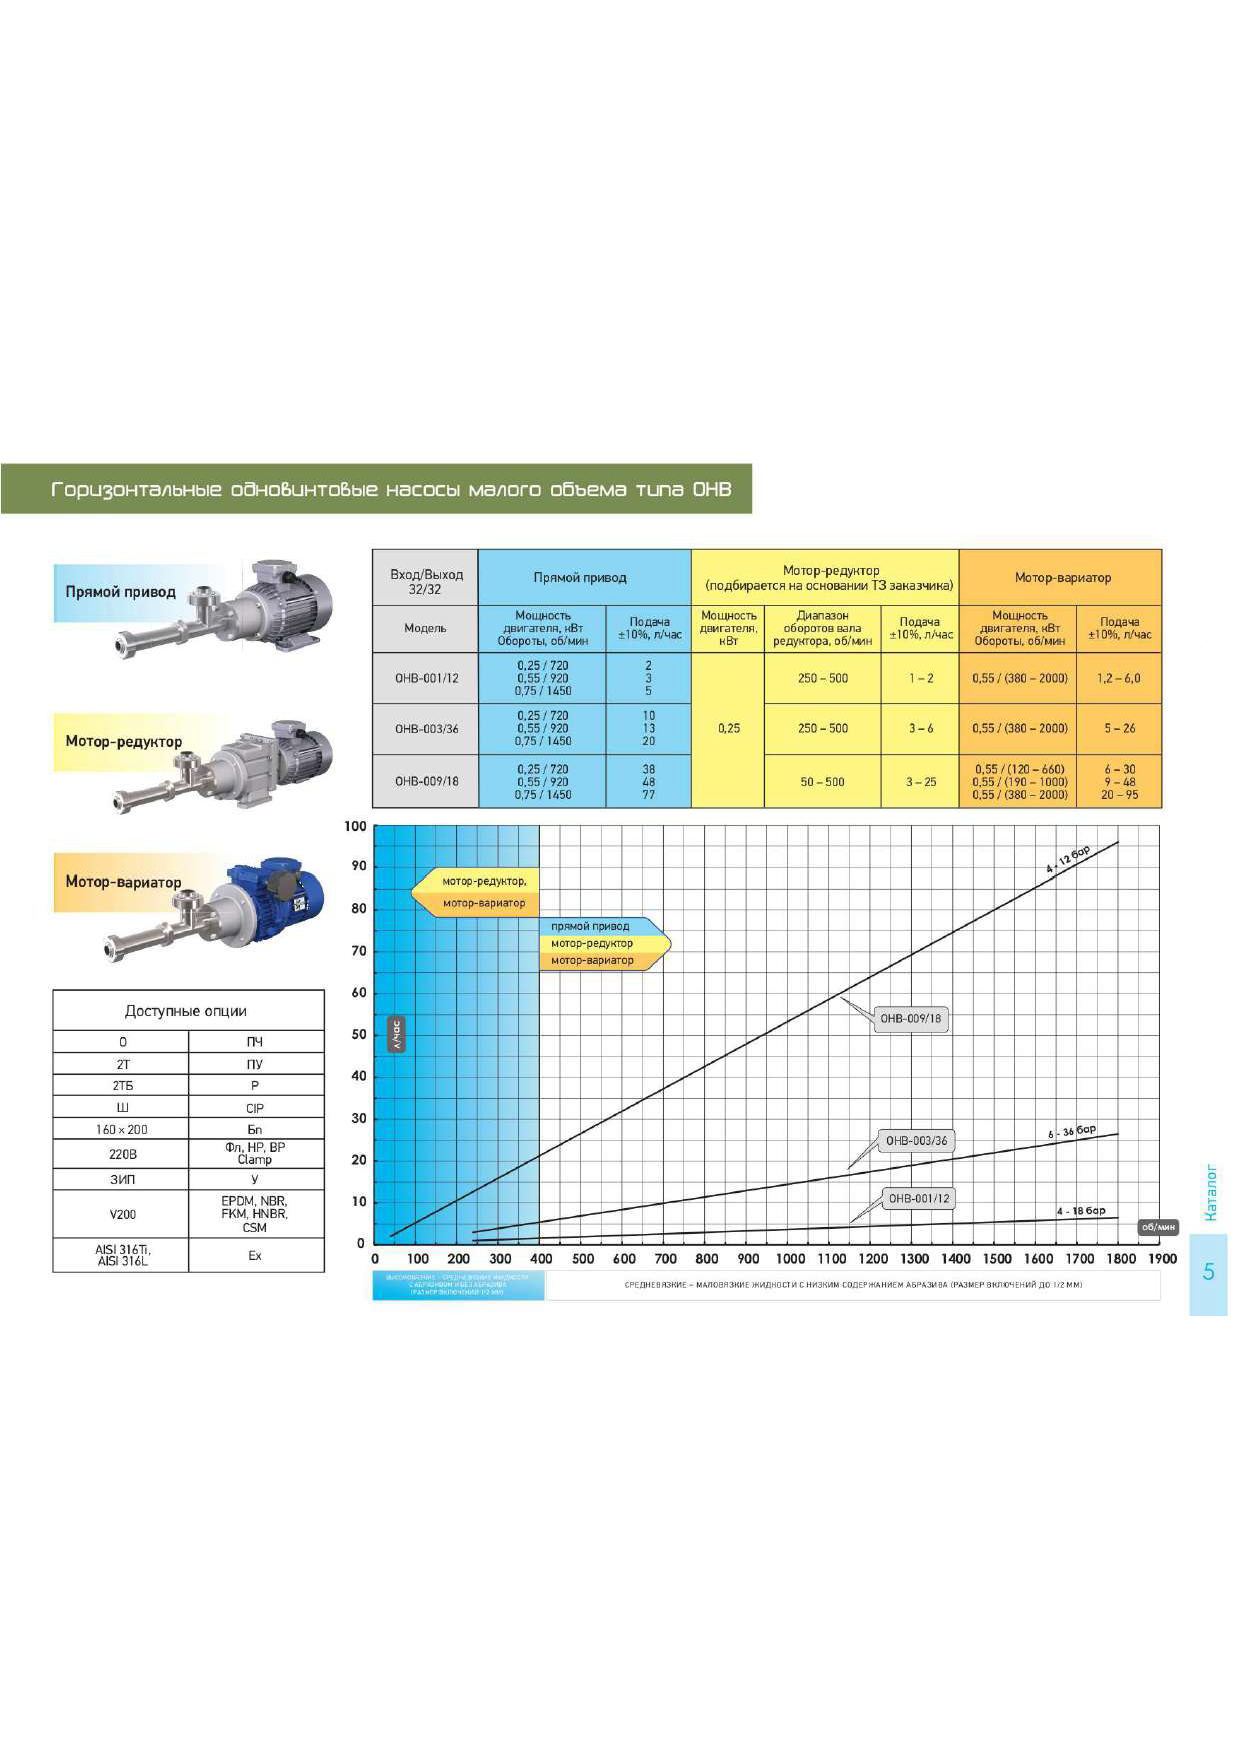 Горизонтальные одновинтовые насосы малого объема типа ОНВ
Прямой привод
Мотор-редуктор
Мотор-вариатор
Доступные опции
О ПЧ
2Т ПУ
2ТБ Р
Ш CIP
160 × 200 Бп
220В Фл, НР, ВР Clamp
ЗИП У
V200 EPDM, NBR, FKM, HNBR, CSM
AISI 316Ti, AISI 316L Ex
Вход/Выход
32/32
Прямой привод
Мотор-редуктор
(подбирается на основании ТЗ заказчика)
Мотор-вариатор
Модель
Мощность
двигателя, кВт
Обороты, об/мин
Подача
±10%, л/час
Мощность
двигателя,
кВт
Диапазон
оборотов вала
редуктора, об/мин
Подача
±10%, л/час
Мощность
двигателя, кВт
Обороты, об/мин
Подача
±10%, л/час
ОНВ-001/12
0,25 / 720 2
0,55 / 920 3
0,75 / 1450 5
250 – 500
1 – 2
0,55 / (380 – 2000)
1,2 – 6,0
ОНВ-003/36
0,25 / 720 10
0,55 / 920 13
0,75 / 1450 20
0,25
250 – 500
3 – 6
0,55 / (380 – 2000)
5 – 26
ОНВ-009/18
0,25 / 720 38
0,55 / 920 48
0,75 / 1450 77
50 – 500
3 – 25
0,55 / (120 – 660) 6 – 30
0,55 / (190 – 1000) 9 – 48
0,55 / (380 – 2000) 20 – 95
100
90
80
70
60
50
40
30
20
10
0
л/час
мотор-редуктор,
мотор-вариатор
прямой привод
мотор-редуктор
мотор-вариатор
4 - 12 бар
ОНВ-009/18
6 - 36 бар
ОНВ-003/36
4 - 18 бар
ОНВ-001/12
об/мин
0 100 200 300 400 500 600 700 800 900 1000 1100 1200 1300 1400 1500 1600 1700 1800 1900
ВЫСОКОВЯЗКИЕ – СРЕДНЕВЯЗКИЕ ЖИДКОСТИ
С АБРАЗИВОМ И БЕЗ АБРАЗИВА
(РАЗМЕР ВКЛЮЧЕНИЙ 1/2 ММ)
СРЕДНЕВЯЗКИЕ – МАЛОВЯЗКИЕ ЖИДКОСТИ С НИЗКИМ СОДЕРЖАНИЕМ АБРАЗИВА (РАЗМЕР ВКЛЮЧЕНИЙ ДО 1/2 ММ)
Каталог
5